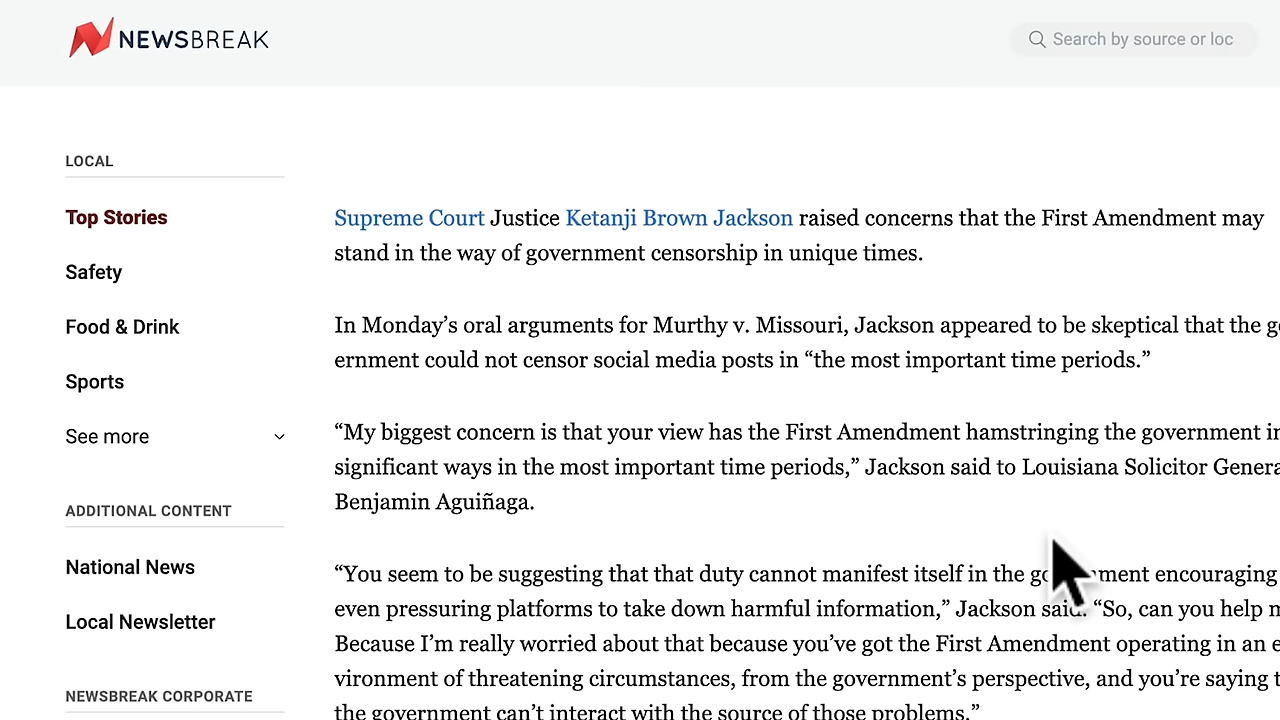 NEWSBREAK
Search by source or loc
LOCAL
Top Stories
Safety
Food & Drink
Sports
See more
ADDITIONAL CONTENT
National News
Local Newsletter
NEWSBREAK CORPORATE
Supreme Court Justice Ketanji Brown Jackson raised concerns that the First Amendment may
stand in the way of government censorship in unique times.
In Monday’s oral arguments for Murthy v. Missouri, Jackson appeared to be skeptical that the
ernment could not censor social media posts in “the most important time periods.”
“My biggest concern is that your view has the First Amendment hamstringing the government in
significant ways in the most important time periods,” Jackson said to Louisiana Solicitor Genera
Benjamin Aguiñaga.
“You seem to be suggesting that that duty cannot manifest itself in the encouraging
even pressuring platforms to take down harmful information,” Jackson said. “So, can you help
Because I’m really worried about that because you’ve got the First Amendment operating in an
vironment of threatening circumstances, from the government’s perspective, and you’re saying
the government can’t interact with the source of those problems.”